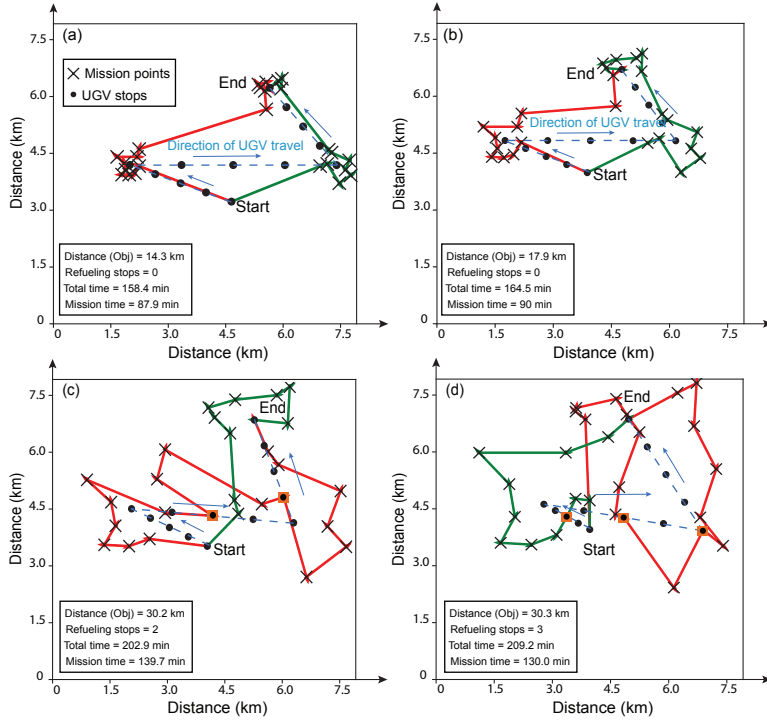 (a)
Mission points
UGV stops
End
Direction of UGV travel
Start
Distance (Obj) = 14.3 km
Refueling stops = 0
Total time = 158.4 min
Mission time = 87.9 min
7.5
6.0
4.5
3.0
1.5
0
0 1.5 3.0 4.5 6.0 7.5
Distance (km)
Distance (km)
(b)
End
Direction of UGV travel
Start
Distance (Obj) = 17.9 km
Refueling stops = 0
Total time = 164.5 min
Mission time = 90 min
7.5
6.0
4.5
3.0
1.5
0
0 1.5 3.0 4.5 6.0 7.5
Distance (km)
Distance (km)
(c)
End
Start
Distance (Obj) = 30.2 km
Refueling stops = 2
Total time = 202.9 min
Mission time = 139.7 min
7.5
6.0
4.5
3.0
1.5
0
0 1.5 3.0 4.5 6.0 7.5
Distance (km)
Distance (km)
(d)
End
Start
Distance (Obj) = 30.3 km
Refueling stops = 3
Total time = 209.2 min
Mission time = 130.0 min
7.5
6.0
4.5
3.0
1.5
0
0 1.5 3.0 4.5 6.0 7.5
Distance (km)
Distance (km)